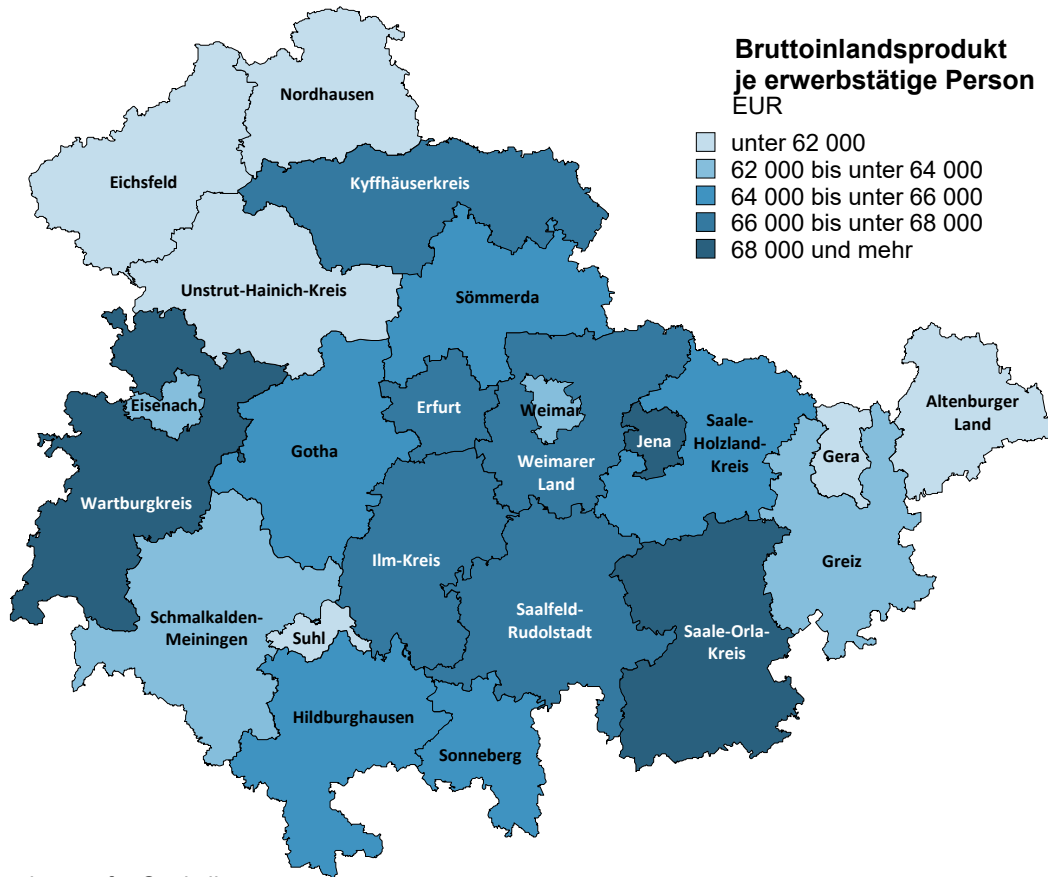 Bruttoinlandsprodukt
je erwerbstätige Person
EUR
unter 62 000
62 000 bis unter 64 000
64 000 bis unter 66 000
66 000 bis unter 68 000
68 000 und mehr
Nordhausen
Eichsfeld
Kyffhäuserkreis
Unstrut-Hainich-Kreis
Sömmerda
Eisenach
Erfurt
Weimar
Altenburger
Land
Saale-
Holzland-
Kreis
Jena
Gotha
Gera
Weimarer
Land
Wartburgkreis
Ilm-Kreis
Greiz
Schmalkalden-
Meiningen
Suhl
Saalfeld-
Rudolstadt
Saale-Orla-
Kreis
Hildburghausen
Sonneberg